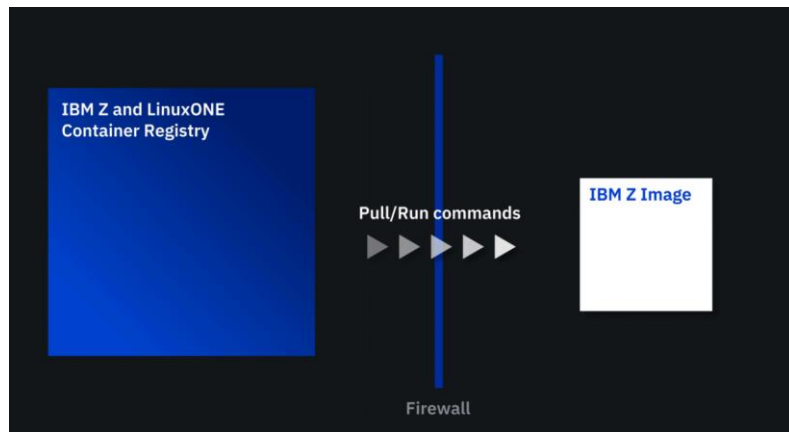 IBM Z and LinuxONE
Container Registry
Pull/Run commands
IBM Z Image
Firewall